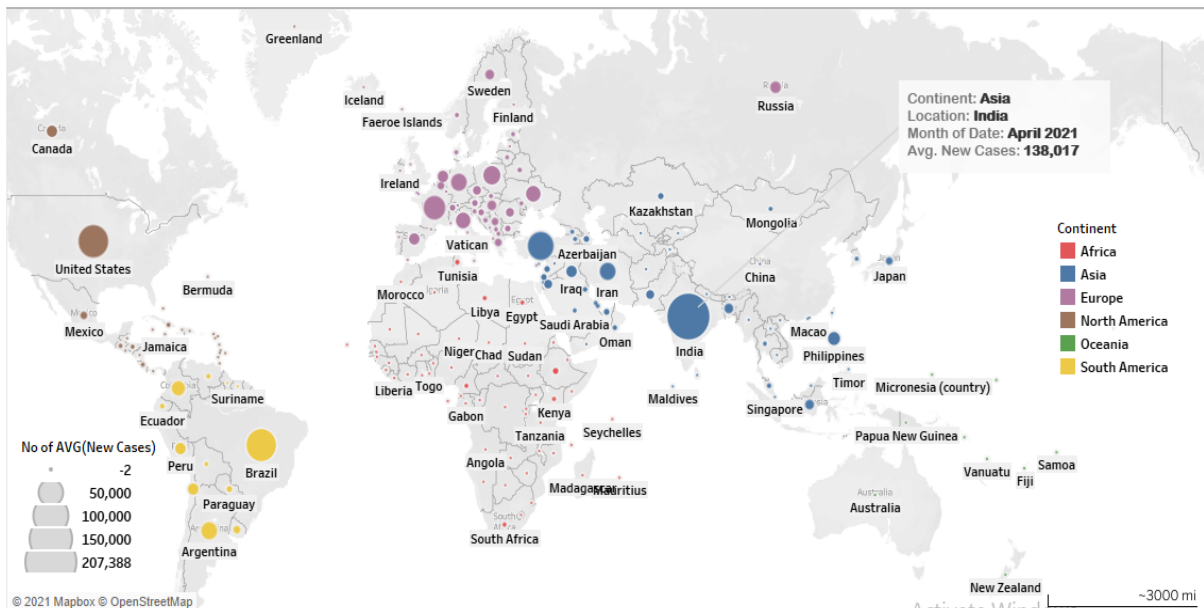 Greenland
Iceland
Sweden
Faeroe Islands
Finland
Russia
Continent: Asia
Location: India
Month of Date: April 2021
Avg. New Cases: 138,017
Canada
Ireland
Kazakhstan
Mongolia
Vatican
Azerbaijan
United States
Tunisia
China
China
Japan
Bermuda
Morocco
Iraq
Iran
Libya
Egypt
Egypt
Saudi Arabia
Mexico
Oman
India
Macao
Jamaica
Niger
Chad
Sudan
Philippines
Liberia
Togo
Maldives
Timor
Micronesia (country)
Suriname
Gabon
Kenya
Singapore
Ecuador
Seychelles
Tanzania
Papua New Guinea
Peru
Brazil
Angola
Vanuatu
Fiji
Samoa
Madagascar
Mauritius
Paraguay
Australia
Australia
Argentina
South Africa
New Zealand
Continent
Africa
Asia
Europe
North America
Oceania
South America
No of AVG(New Cases)
-2
50,000
100,000
150,000
207,388
© 2021 Mapbox © OpenStreetMap
~3000 mi